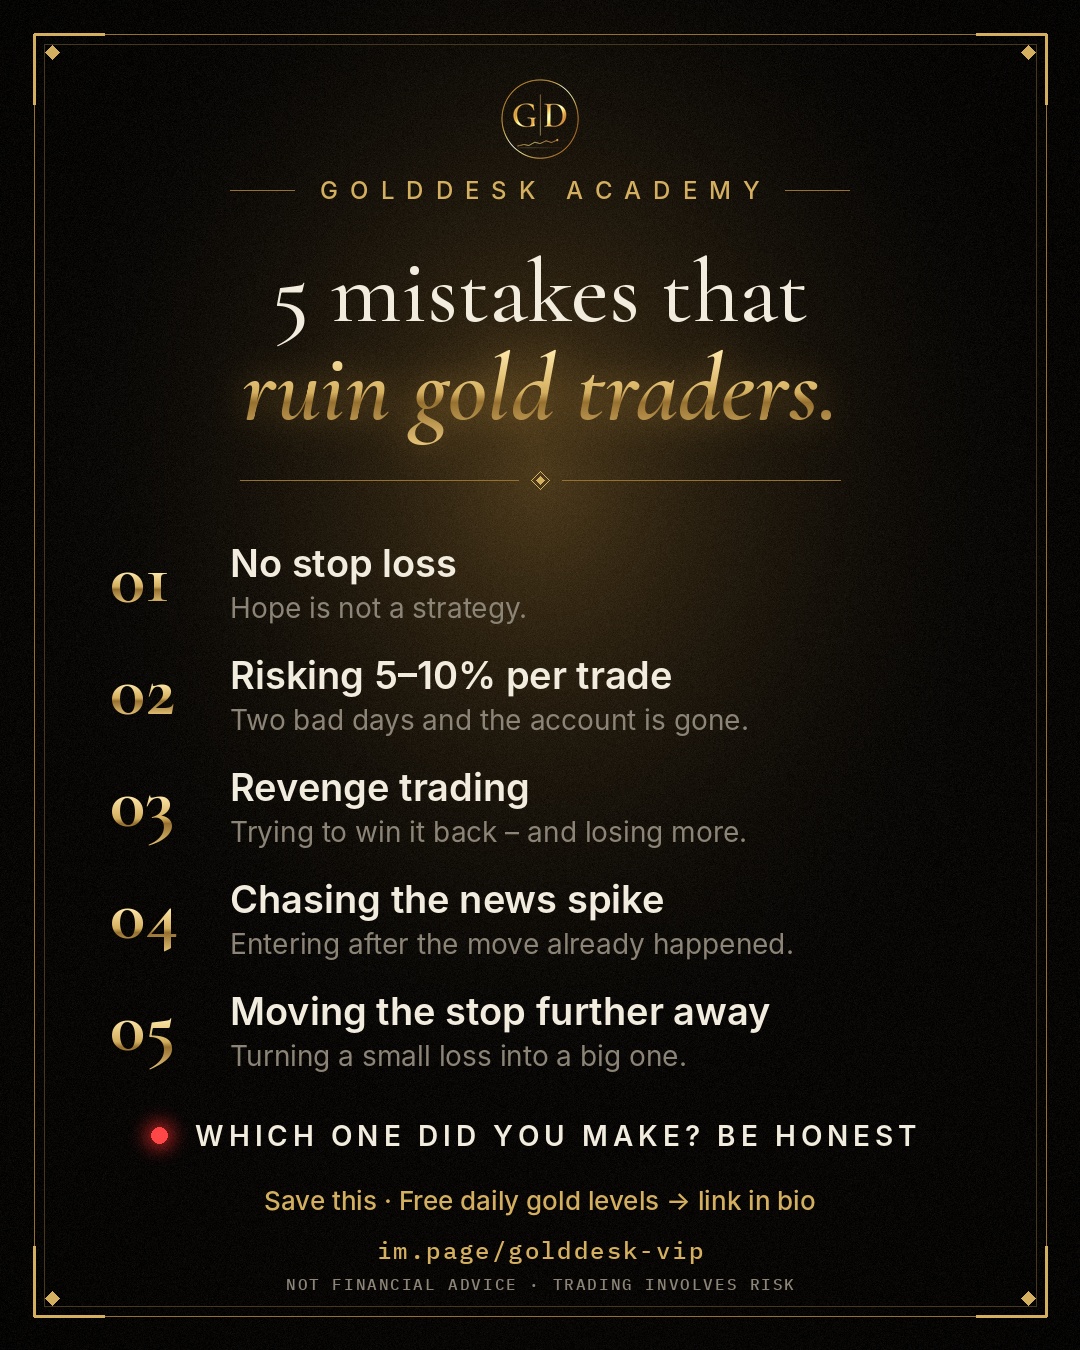 G D
GOLDDESK ACADEMY
5 mistakes that
ruin gold traders.
01
No stop loss
Hope is not a strategy.
02
Risking 5–10% per trade
Two bad days and the account is gone.
03
Revenge trading
Trying to win it back – and losing more.
04
Chasing the news spike
Entering after the move already happened.
05
Moving the stop further away
Turning a small loss into a big one.
WHICH ONE DID YOU MAKE? BE HONEST
Save this · Free daily gold levels → link in bio
im.page/golddesk-vip
NOT FINANCIAL ADVICE · TRADING INVOLVES RISK